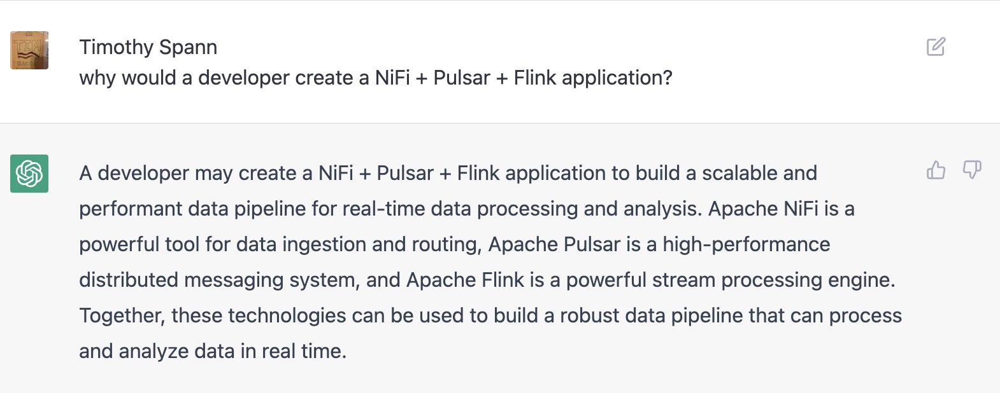 Timothy Spann
why would a developer create a NiFi + Pulsar + Flink application?
A developer may create a NiFi + Pulsar + Flink application to build a scalable and
performant data pipeline for real-time data processing and analysis. Apache NiFi is a
powerful tool for data ingestion and routing, Apache Pulsar is a high-performance
distributed messaging system, and Apache Flink is a powerful stream processing engine.
Together, these technologies can be used to build a robust data pipeline that can process
and analyze data in real time.
TIM